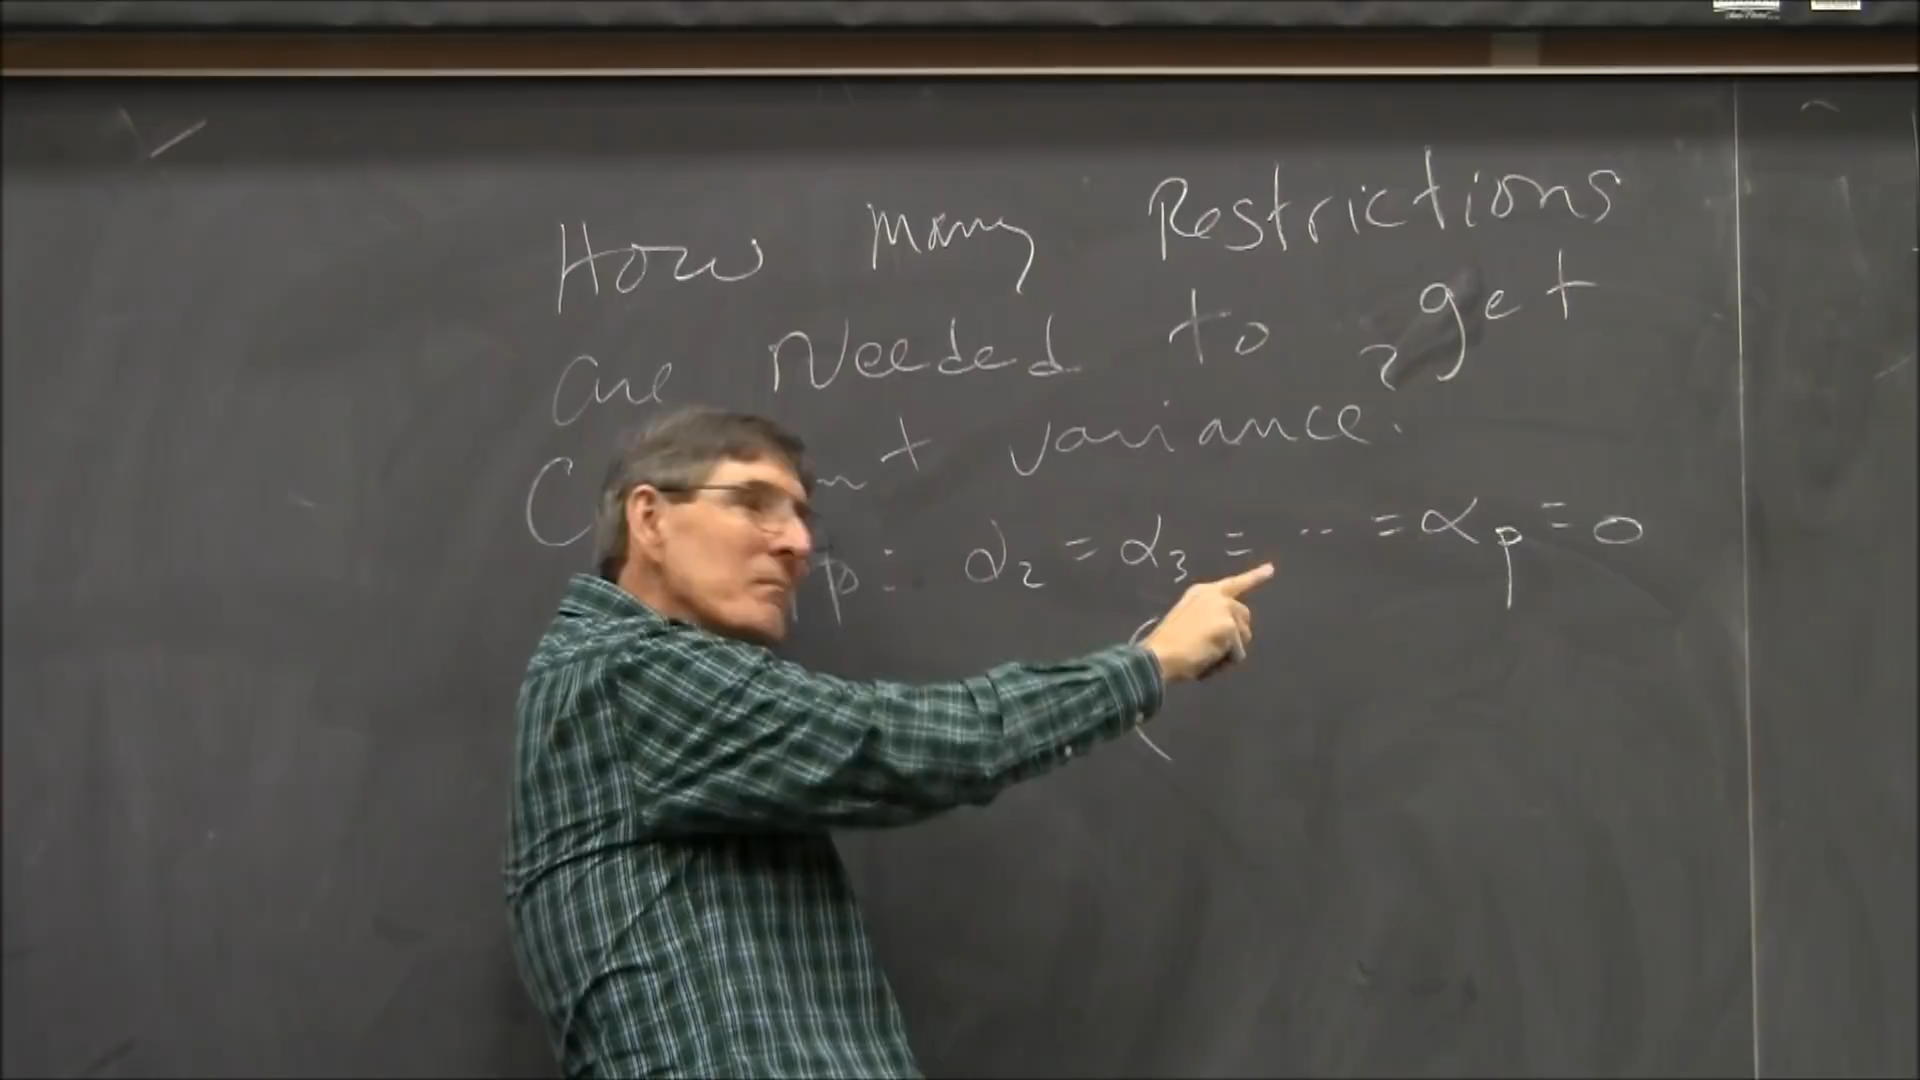 How many Restrictions
are Needed to get
variance?
p: α₂ = α₃ = ·· = αₚ = 0